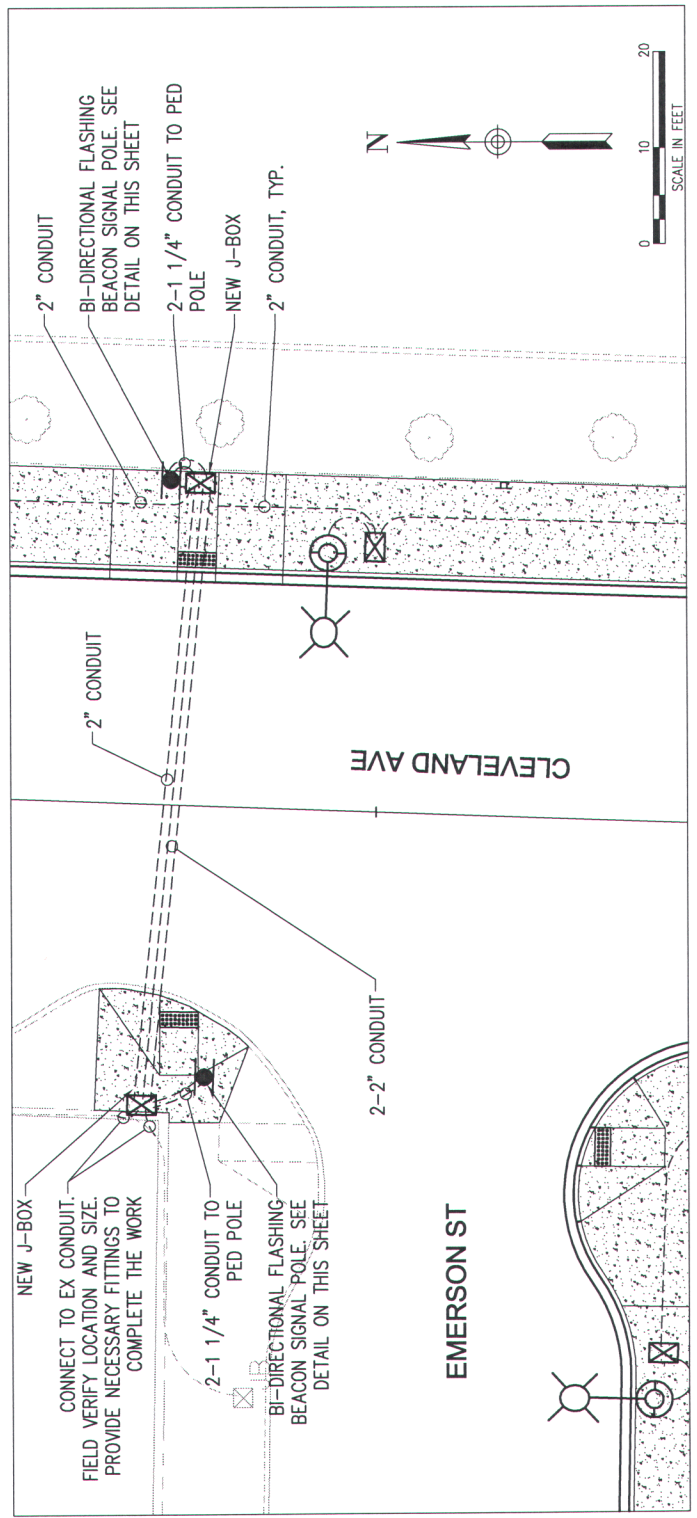 NEW J-BOX
CONNECT TO EX CONDUIT.
FIELD VERIFY LOCATION AND SIZE.
PROVIDE NECESSARY FITTINGS TO
COMPLETE THE WORK
2-1 1/4" CONDUIT TO
PED POLE
BI-DIRECTIONAL FLASHING
BEACON SIGNAL POLE. SEE
DETAIL ON THIS SHEET
EMERSON ST
2-2" CONDUIT
2" CONDUIT
CLEVELAND AVE
2" CONDUIT
BI-DIRECTIONAL FLASHING
BEACON SIGNAL POLE. SEE
DETAIL ON THIS SHEET
2-1 1/4" CONDUIT TO PED
POLE
NEW J-BOX
2" CONDUIT, TYP.
N
0 10 20
SCALE IN FEET